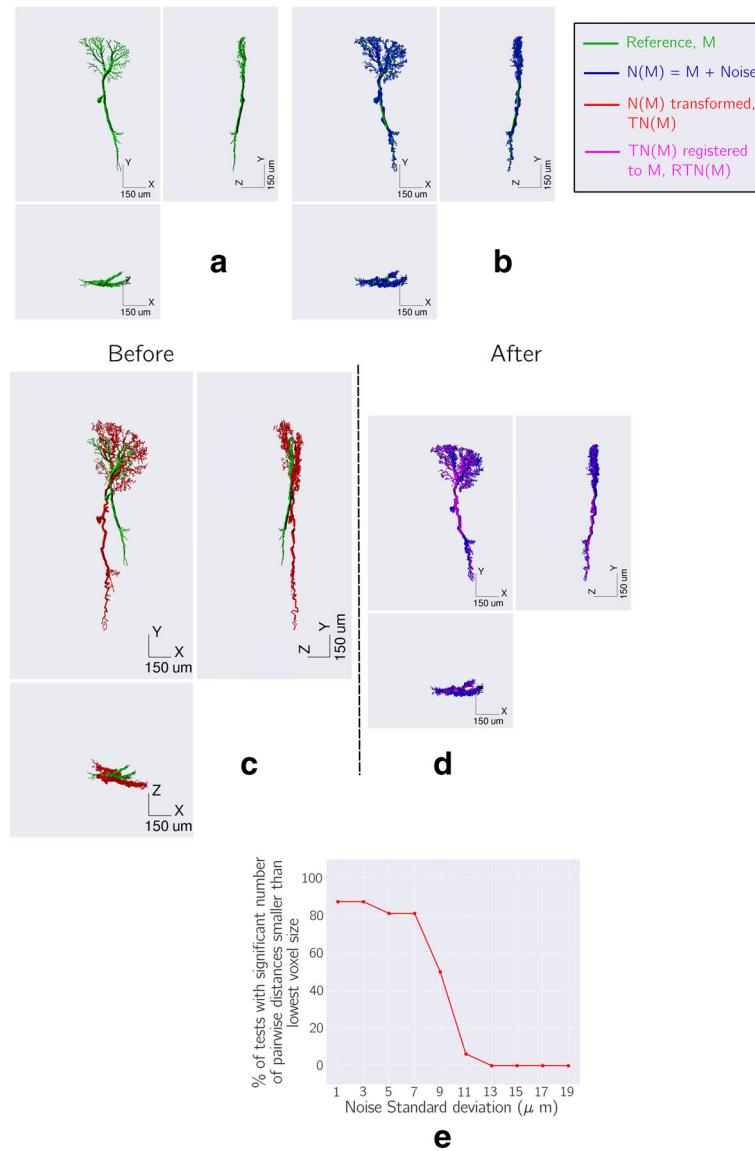 Y
X
150 um
Y
Z
150 um
Z
X
150 um
a
Y
X
150 um
Y
Z
150 um
Z
X
150 um
b
Reference, M
N(M) = M + Noise
N(M) transformed,
TN(M)
TN(M) registered
to M, RTN(M)
Before
After
Y
X
150 um
Z
Y
150 um
Z
X
150 um
c
Y
X
150 um
Y
Z
150 um
Z
X
150 um
d
% of tests with significant number
of pairwise distances smaller than
lowest voxel size
100
80
60
40
20
0
1 3 5 7 9 11 13 15 17 19
Noise Standard deviation (μ m)
e